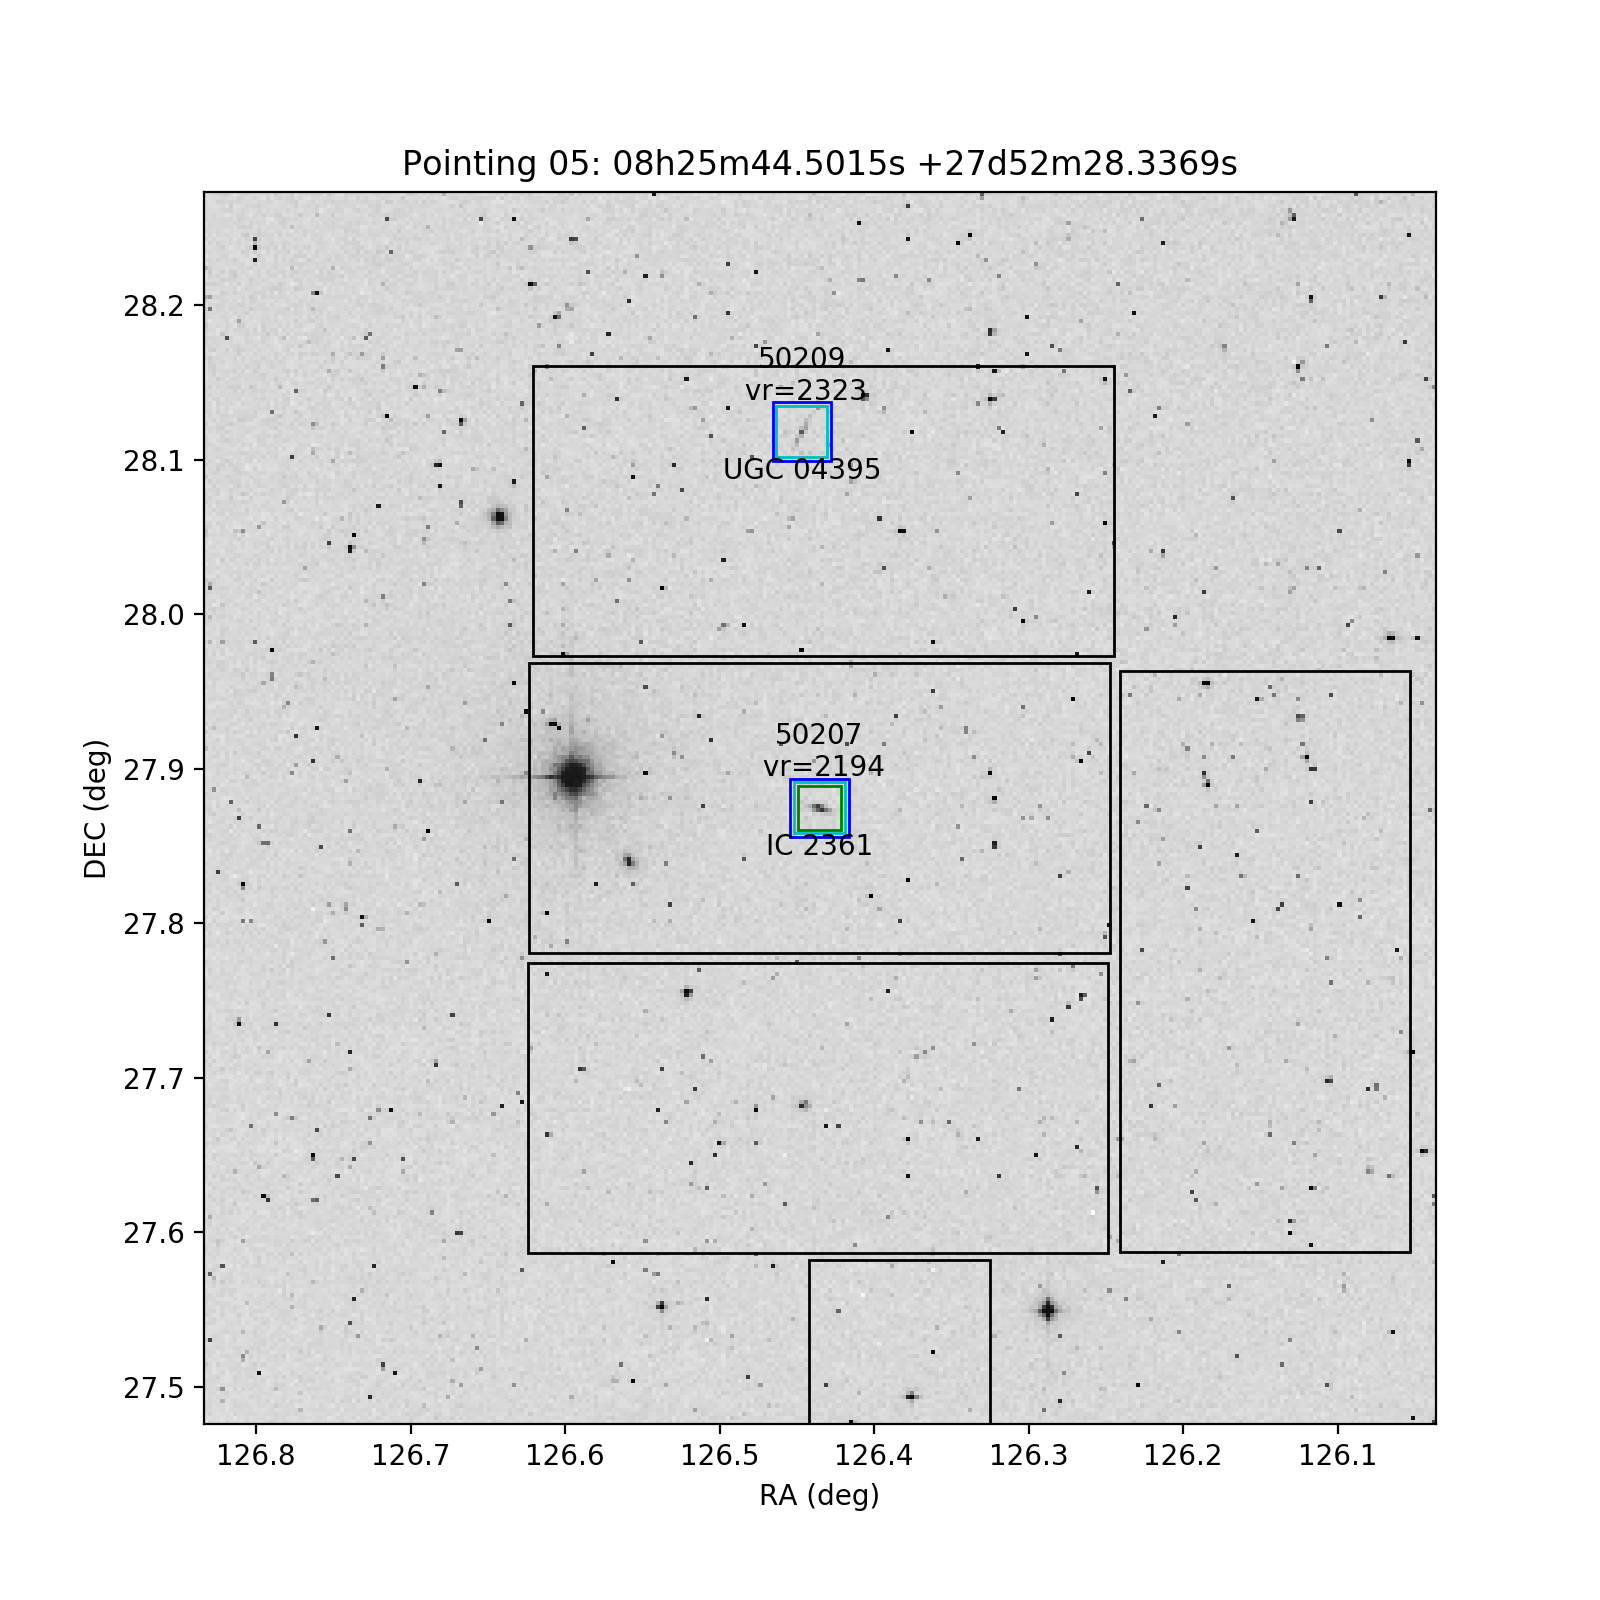 Pointing 05: 08h25m44.5015s +27d52m28.3369s
28.2
28.1
28.0
27.9
27.8
27.7
27.6
27.5
DEC (deg)
50209
vr=2323
UGC 04395
50207
vr=2194
IC 2361
126.8 126.7 126.6 126.5 126.4 126.3 126.2 126.1
RA (deg)